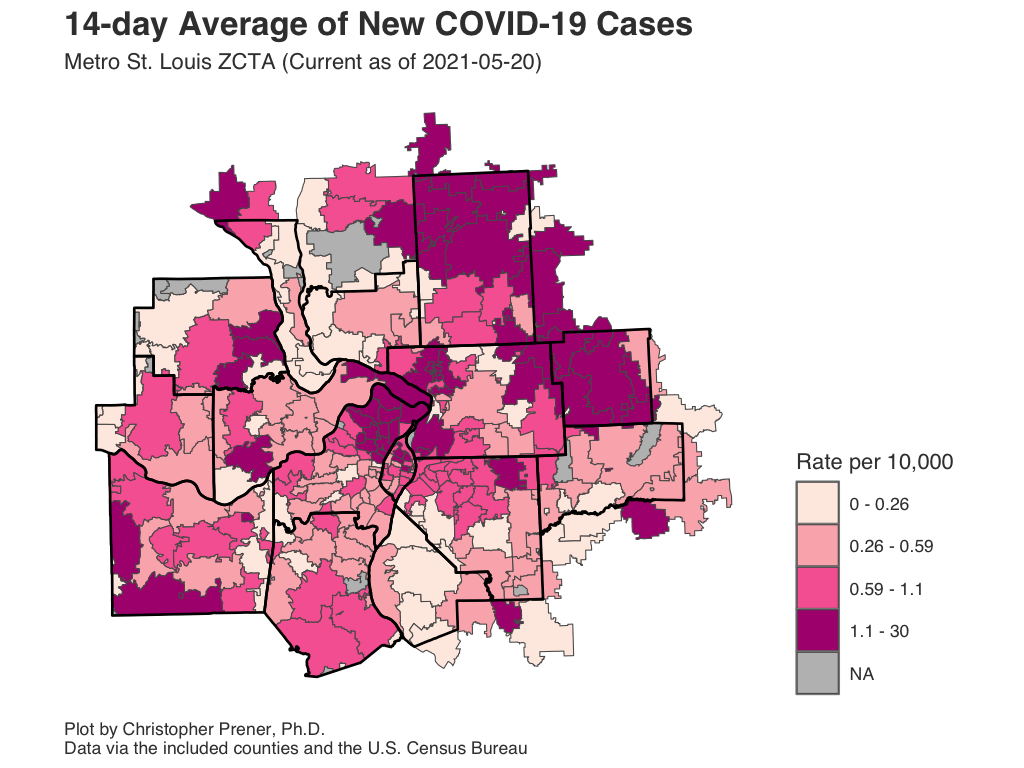 14-day Average of New COVID-19 Cases
Metro St. Louis ZCTA (Current as of 2021-05-20)
Rate per 10,000
0 - 0.26
0.26 - 0.59
0.59 - 1.1
1.1 - 30
NA
Plot by Christopher Prener, Ph.D.
Data via the included counties and the U.S. Census Bureau